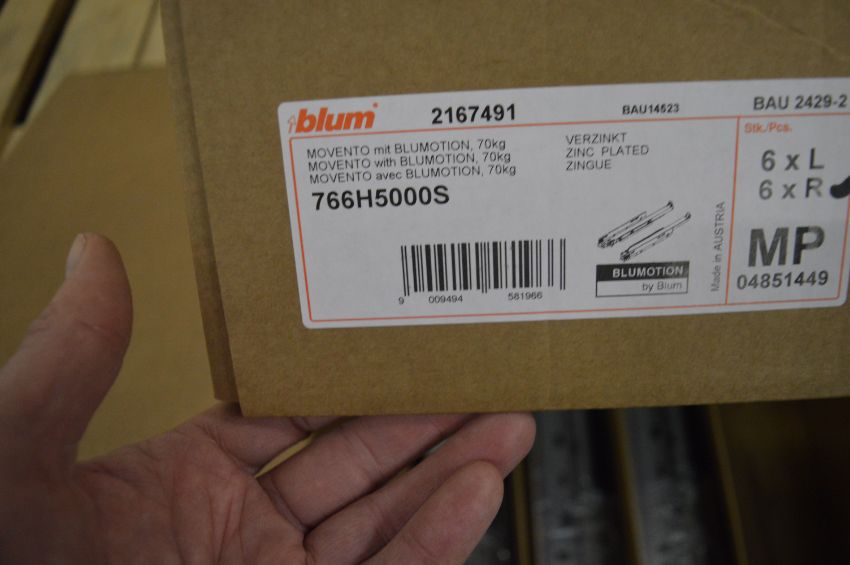 blum 2167491 BAU14523 BAU 2429-2
MOVENTO mit BLUMOTION, 70kg
MOVENTO with BLUMOTION, 70kg
MOVENTO avec BLUMOTION, 70kg
766H5000S
VERZINKT
ZINC PLATED
ZINGUE
9 009494 581966
BLUMOTION
by Blum
Made in AUSTRIA
Stk./Pcs.
6 x L
6 x R
MP
04851449